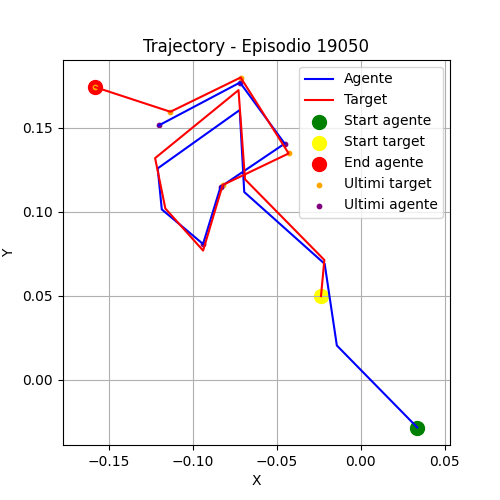 Trajectory - Episodio 19050
Agente
Target
Start agente
Start target
End agente
Ultimi target
Ultimi agente
0.15
0.10
0.05
0.00
Y
−0.15
−0.10
−0.05
0.00
0.05
X